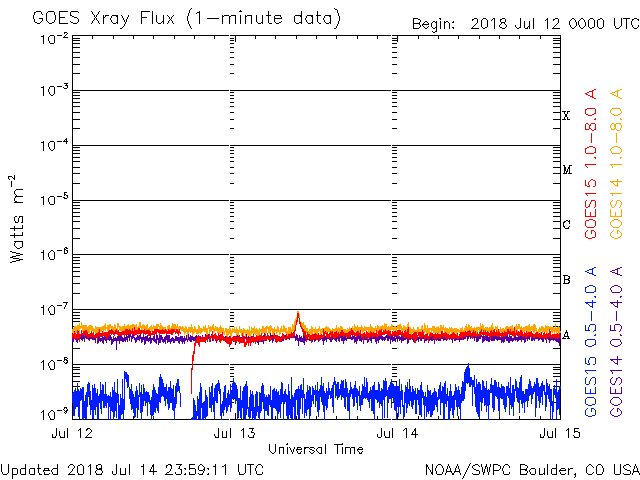 GOES Xray Flux (1-minute data)
Begin: 2018 Jul 12 0000 UTC
10⁻²
10⁻³
10⁻⁴
10⁻⁵
10⁻⁶
10⁻⁷
10⁻⁸
10⁻⁹
Watts m⁻²
X
M
C
B
A
GOES15 1.0-8.0 A
GOES14 1.0-8.0 A
GOES15 0.5-4.0 A
GOES14 0.5-4.0 A
Jul 12
Jul 13
Jul 14
Jul 15
Universal Time
Updated 2018 Jul 14 23:59:11 UTC
NOAA/SWPC Boulder, CO USA